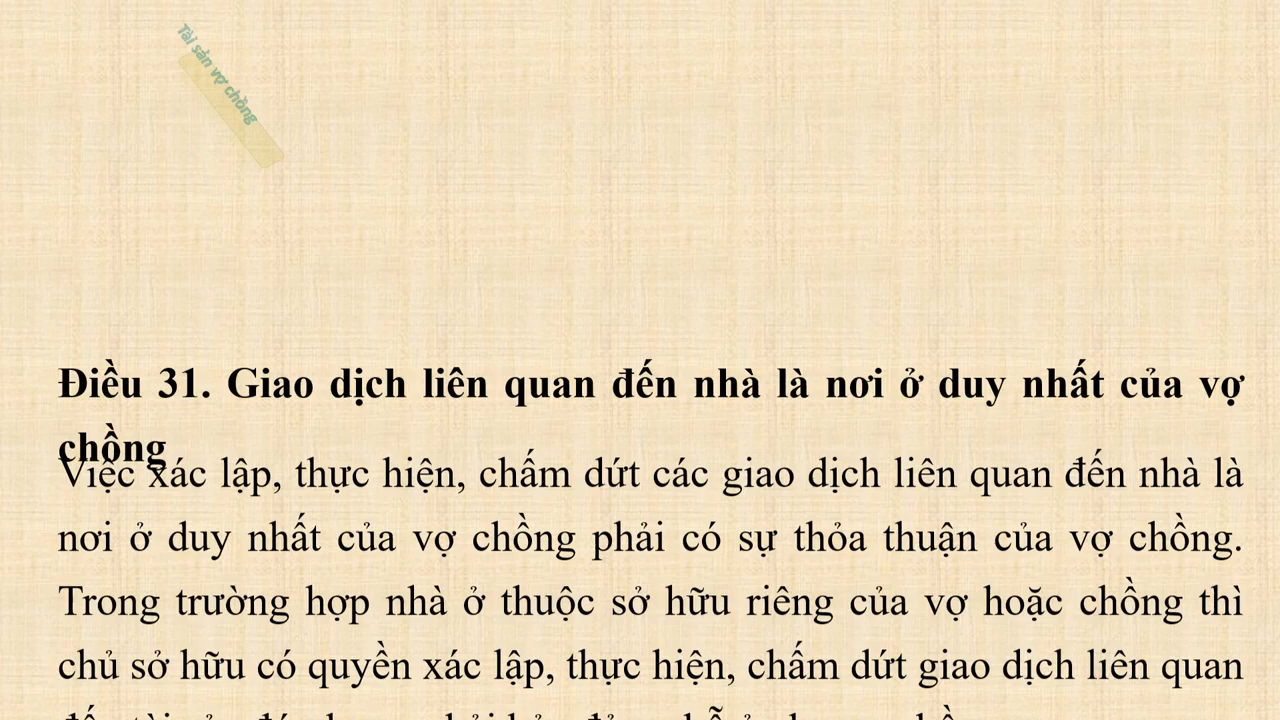 Tài sản vợ chồng
Điều 31. Giao dịch liên quan đến nhà là nơi ở duy nhất của vợ
chồng
Việc xác lập, thực hiện, chấm dứt các giao dịch liên quan đến nhà là
nơi ở duy nhất của vợ chồng phải có sự thỏa thuận của vợ chồng.
Trong trường hợp nhà ở thuộc sở hữu riêng của vợ hoặc chồng thì
chủ sở hữu có quyền xác lập, thực hiện, chấm dứt giao dịch liên quan